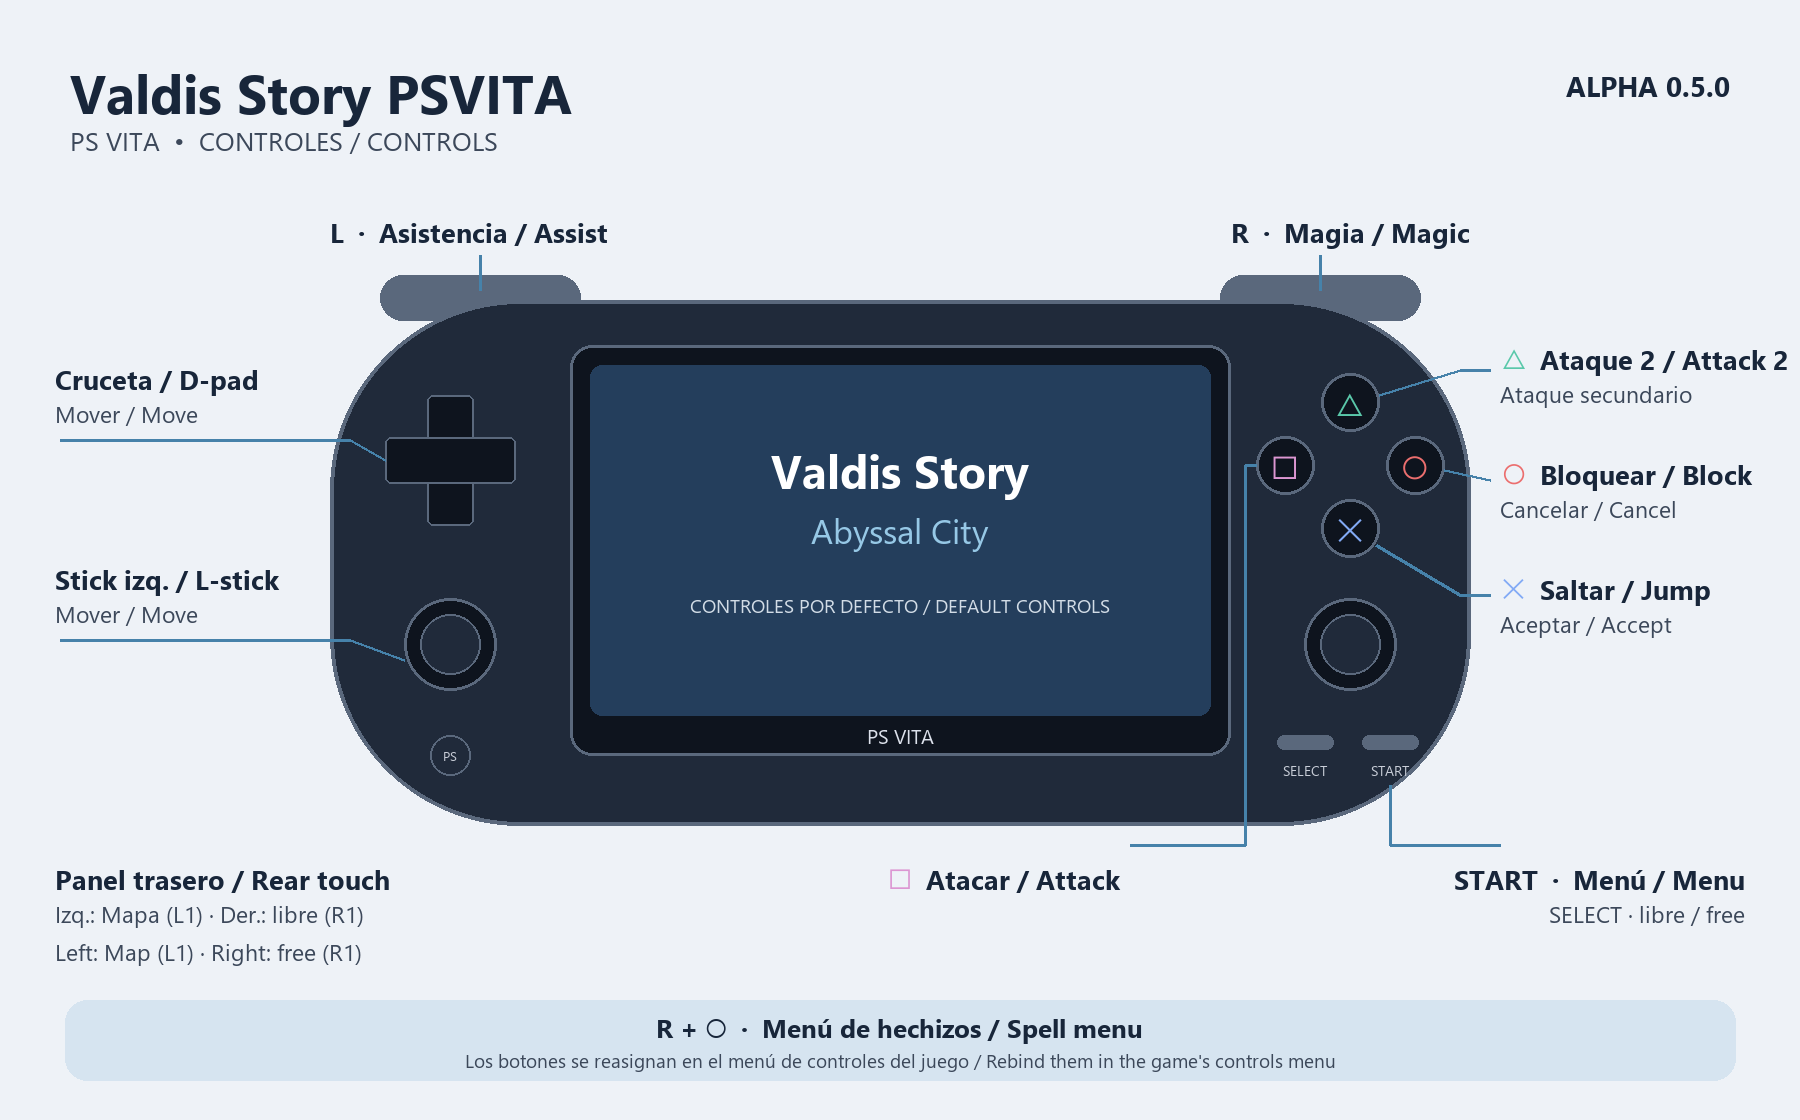 Valdis Story PSVITA
ALPHA 0.5.0
PS VITA • CONTROLES / CONTROLS
L · Asistencia / Assist
R · Magia / Magic
Cruceta / D-pad
Mover / Move
Stick izq. / L-stick
Mover / Move
Valdis Story
Abyssal City
CONTROLES POR DEFECTO / DEFAULT CONTROLS
PS VITA
PS
SELECT
START
△ Ataque 2 / Attack 2
Ataque secundario
○ Bloquear / Block
Cancelar / Cancel
✕ Saltar / Jump
Aceptar / Accept
Panel trasero / Rear touch
Izq.: Mapa (L1) · Der.: libre (R1)
Left: Map (L1) · Right: free (R1)
□ Atacar / Attack
START · Menú / Menu
SELECT · libre / free
R + ○ · Menú de hechizos / Spell menu
Los botones se reasignan en el menú de controles del juego / Rebind them in the game's controls menu